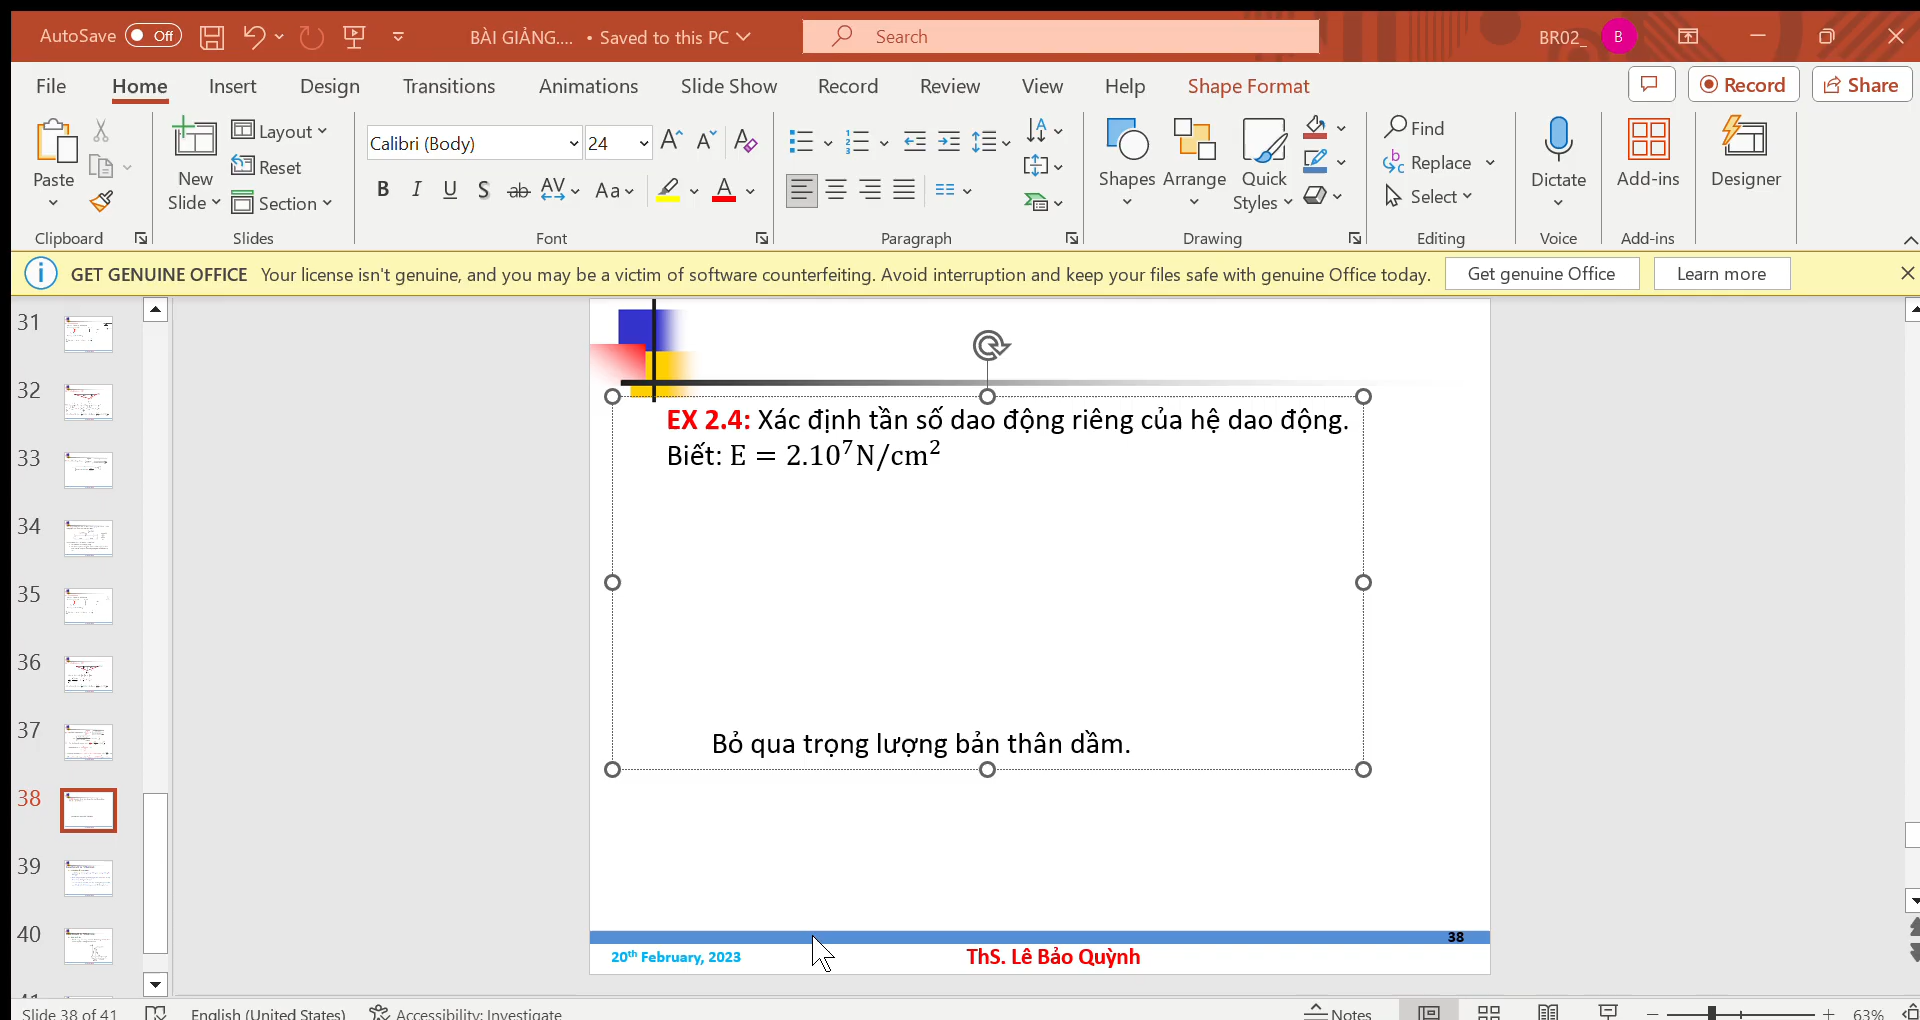 AutoSave Off BÀI GIẢNG.... • Saved to this PC Search BR02_ B
File Home Insert Design Transitions Animations Slide Show Record Review View Help Shape Format Record Share
Paste New Slide Layout Reset Section Calibri (Body) 24 Shapes Arrange Quick Styles Find Replace Select Dictate Add-ins Designer
B I U S ab AV Aa A
Clipboard Slides Font Paragraph Drawing Editing Voice Add-ins
GET GENUINE OFFICE Your license isn't genuine, and you may be a victim of software counterfeiting. Avoid interruption and keep your files safe with genuine Office today. Get genuine Office Learn more
31
32
33
34
35
36
37
38
39
40
41
EX 2.4: Xác định tần số dao động riêng của hệ dao động.
Biết: E = 2.10⁷N/cm²
Bỏ qua trọng lượng bản thân dầm.
38
20th February, 2023 ThS. Lê Bảo Quỳnh
Slide 38 of 41 English (United States) Accessibility: Investigate Notes 63%